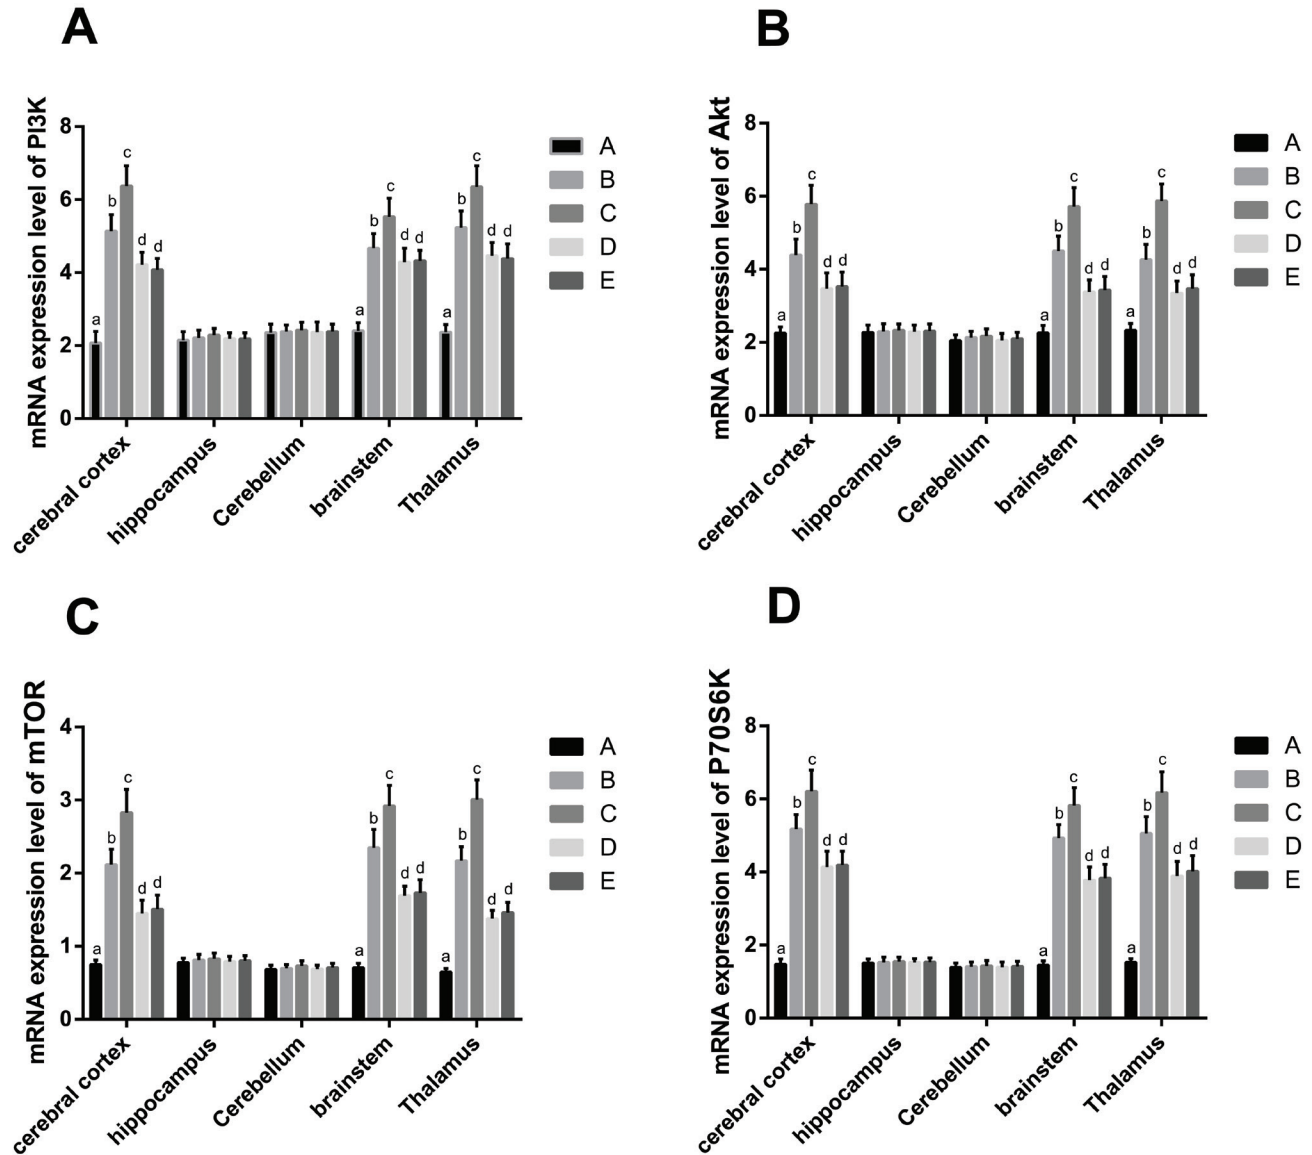 A
mRNA expression level of PI3K
8
6
4
2
0
a
b
c
d
d
a
b
c
d
d
a
b
c
d
d
cerebral cortex
hippocampus
Cerebellum
brainstem
Thalamus
A
B
C
D
E
B
mRNA expression level of Akt
8
6
4
2
0
a
b
c
d
d
a
b
c
d
d
a
b
c
d
d
cerebral cortex
hippocampus
Cerebellum
brainstem
Thalamus
A
B
C
D
E
C
mRNA expression level of mTOR
4
3
2
1
0
a
b
c
d
d
a
b
c
d
d
a
b
c
d
d
cerebral cortex
hippocampus
Cerebellum
brainstem
Thalamus
A
B
C
D
E
D
mRNA expression level of P70S6K
8
6
4
2
0
a
b
c
d
d
a
b
c
d
d
a
b
c
d
d
cerebral cortex
hippocampus
Cerebellum
brainstem
Thalamus
A
B
C
D
E